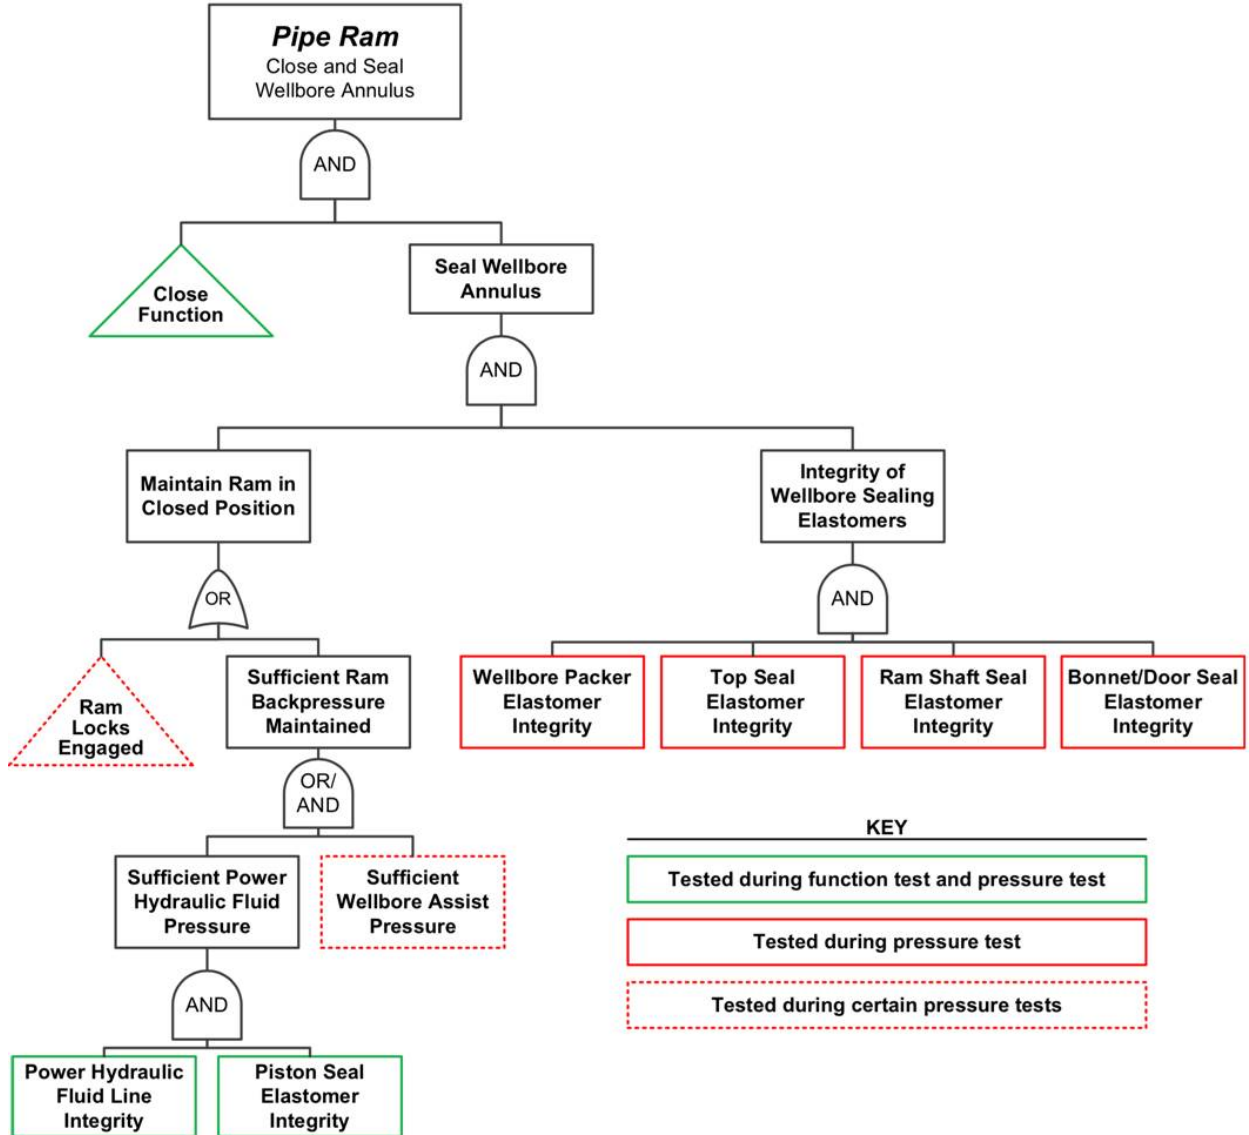 Pipe Ram
Close and Seal
Wellbore Annulus
AND
Close
Function
Seal Wellbore
Annulus
AND
Maintain Ram in
Closed Position
Integrity of
Wellbore Sealing
Elastomers
OR
AND
Ram
Locks
Engaged
Sufficient Ram
Backpressure
Maintained
Wellbore Packer
Elastomer
Integrity
Top Seal
Elastomer
Integrity
Ram Shaft Seal
Elastomer
Integrity
Bonnet/Door Seal
Elastomer
Integrity
OR/
AND
Sufficient Power
Hydraulic Fluid
Pressure
Sufficient
Wellbore Assist
Pressure
AND
Power Hydraulic
Fluid Line
Integrity
Piston Seal
Elastomer
Integrity
KEY
Tested during function test and pressure test
Tested during pressure test
Tested during certain pressure tests